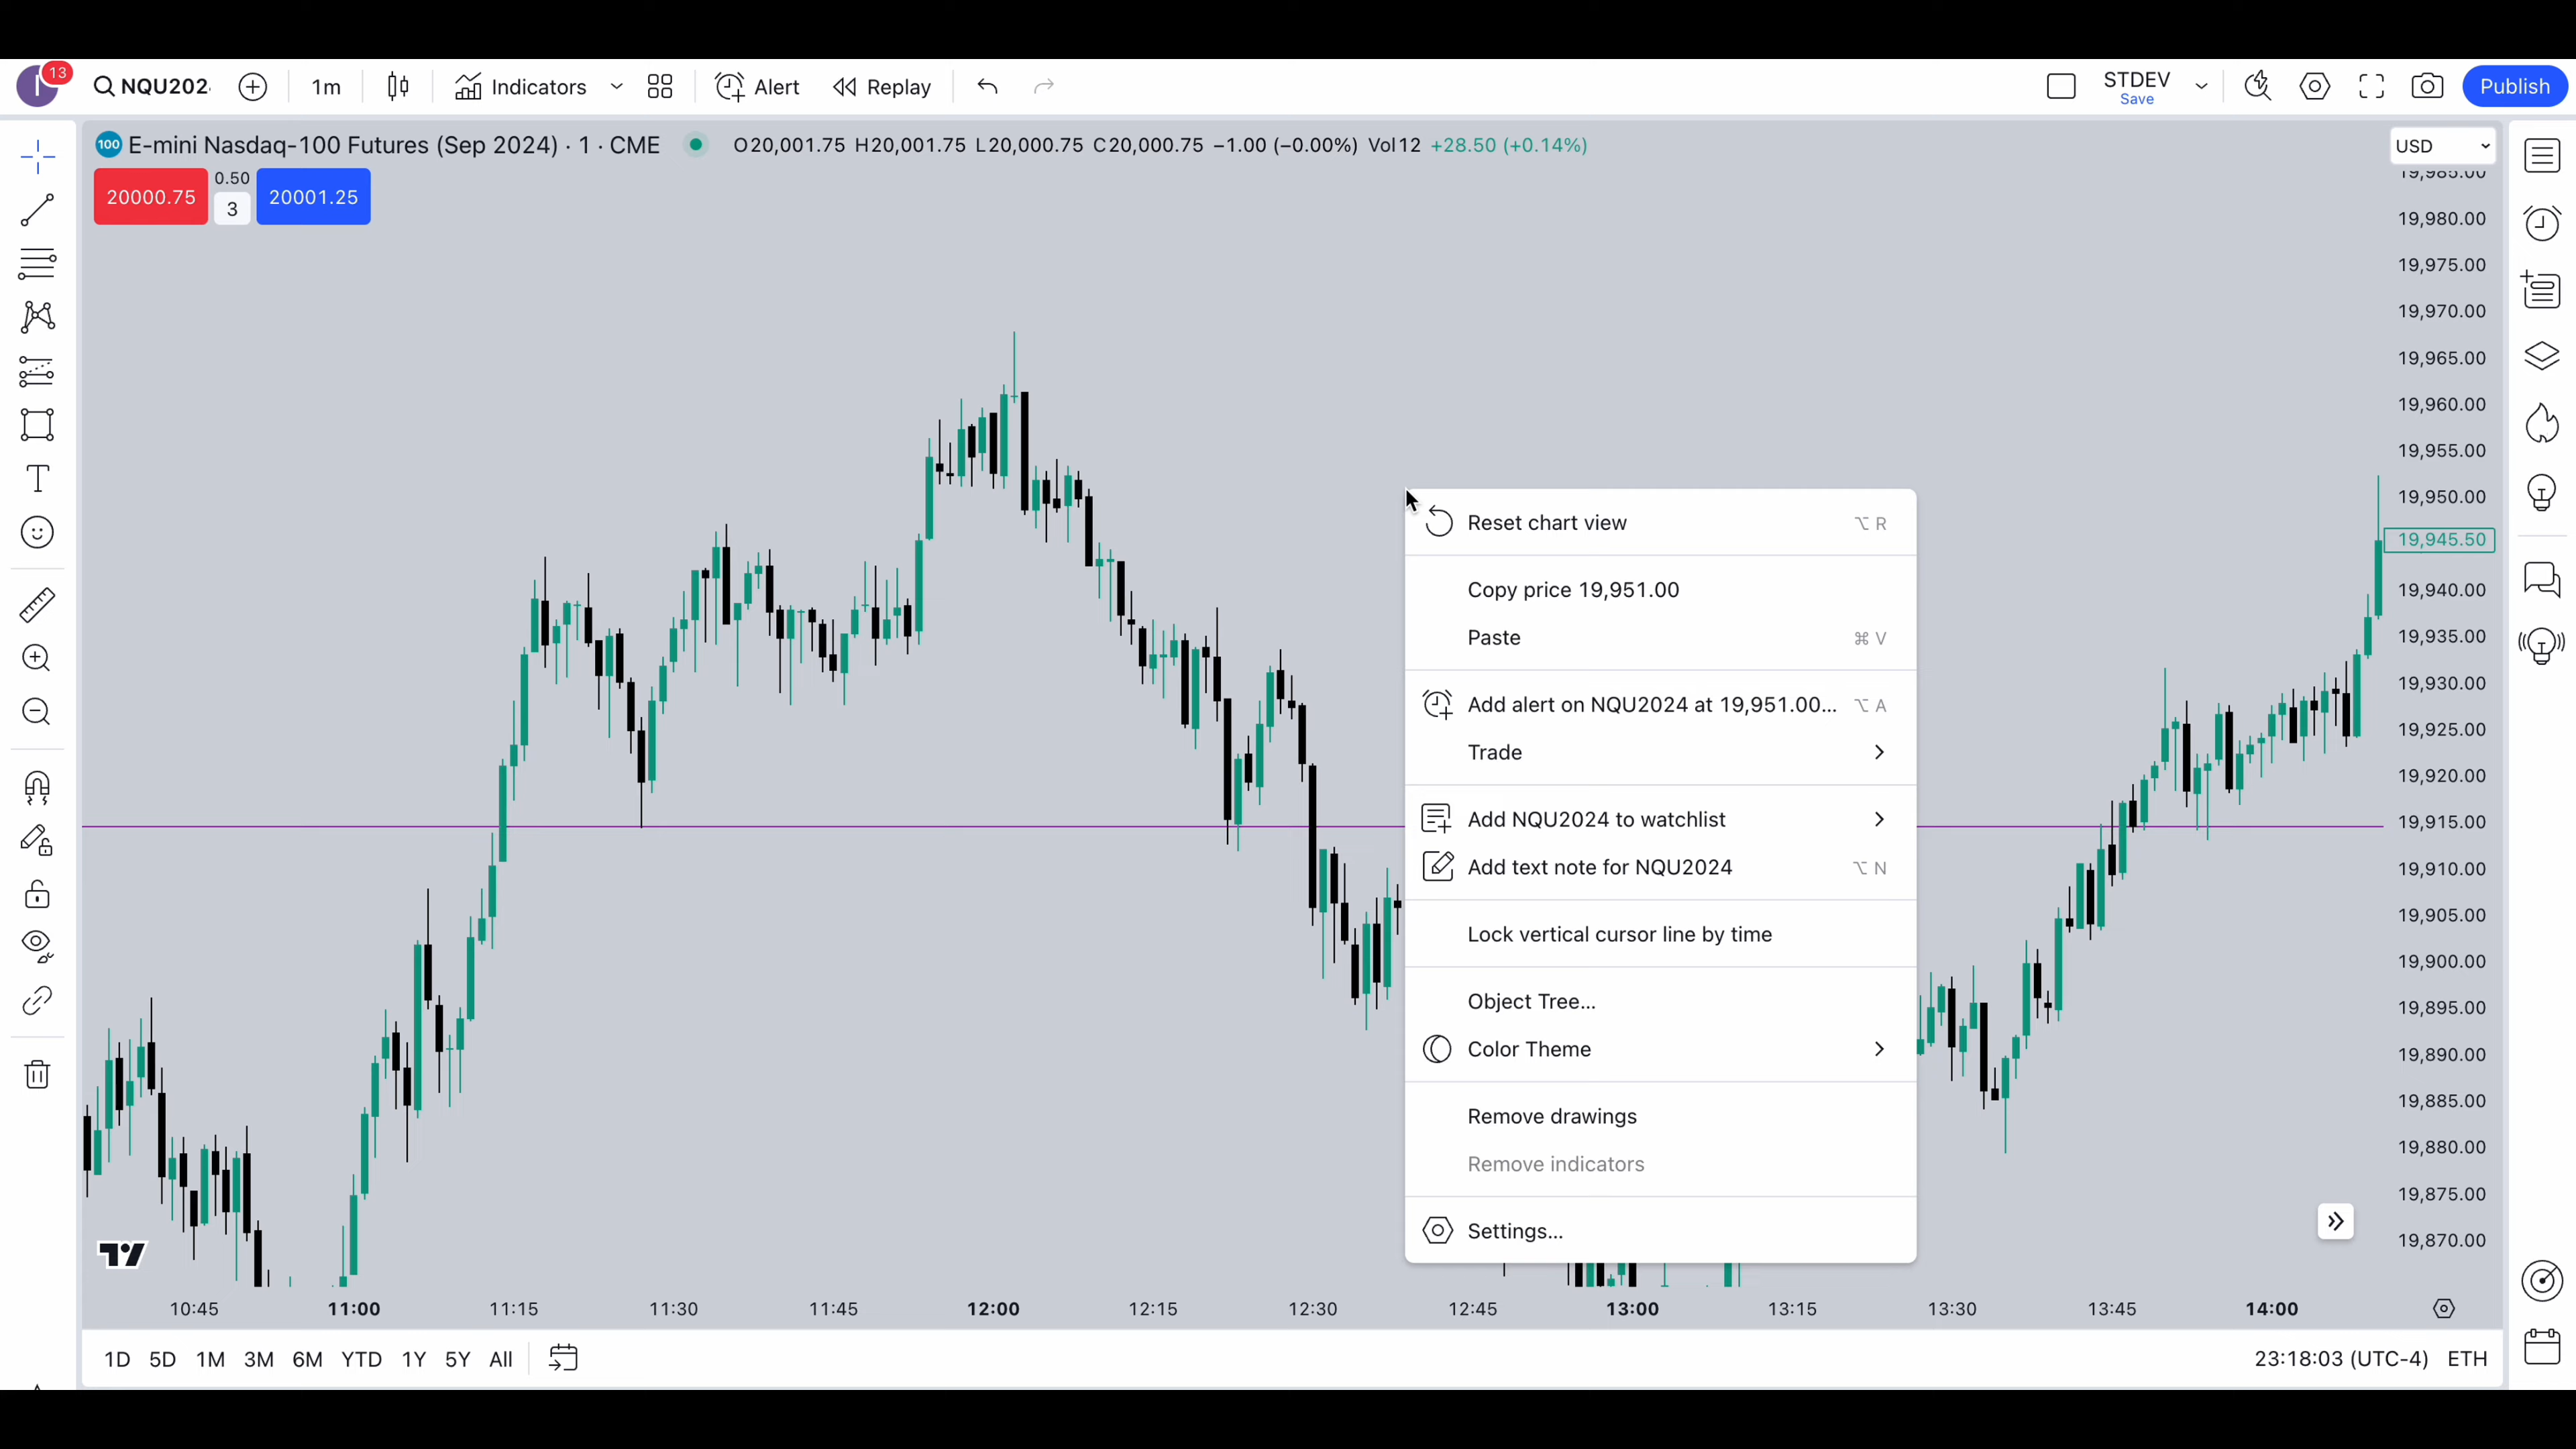 I 13 NQU202 1m Indicators Alert Replay STDEV Save Publish
100 E-mini Nasdaq-100 Futures (Sep 2024) · 1 · CME O20,001.75 H20,001.75 L20,000.75 C20,000.75 −1.00 (−0.00%) Vol12 +28.50 (+0.14%) USD
20000.75 0.50 3 20001.25
19,985.00
19,980.00
19,975.00
19,970.00
19,965.00
19,960.00
19,955.00
19,950.00
19,945.50
19,940.00
19,935.00
19,930.00
19,925.00
19,920.00
19,915.00
19,910.00
19,905.00
19,900.00
19,895.00
19,890.00
19,885.00
19,880.00
19,875.00
19,870.00
Reset chart view ⌥ R
Copy price 19,951.00
Paste ⌘ V
Add alert on NQU2024 at 19,951.00... ⌥ A
Trade
Add NQU2024 to watchlist
Add text note for NQU2024 ⌥ N
Lock vertical cursor line by time
Object Tree...
Color Theme
Remove drawings
Remove indicators
Settings...
10:45 11:00 11:15 11:30 11:45 12:00 12:15 12:30 12:45 13:00 13:15 13:30 13:45 14:00
1D 5D 1M 3M 6M YTD 1Y 5Y All 23:18:03 (UTC-4) ETH